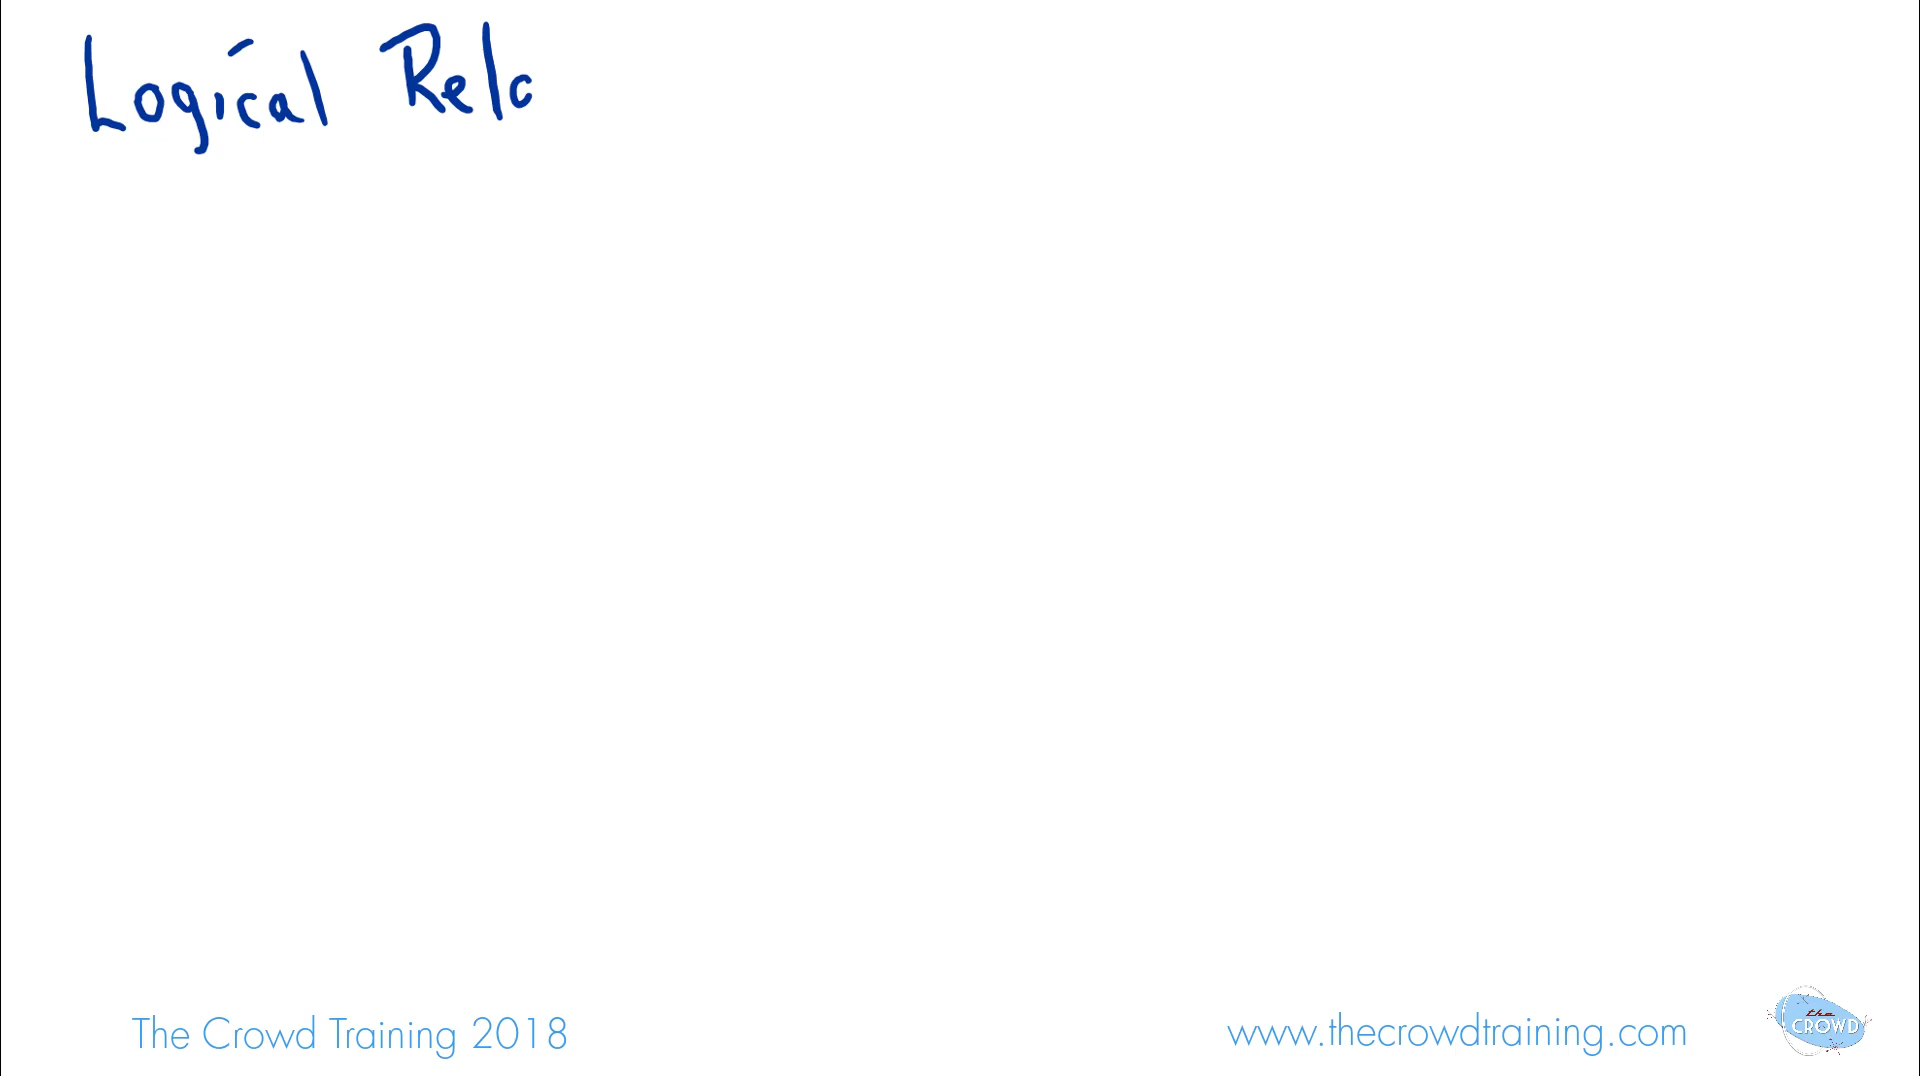 Logical Relc
The Crowd Training 2018
www.thecrowdtraining.com
the
CROWD